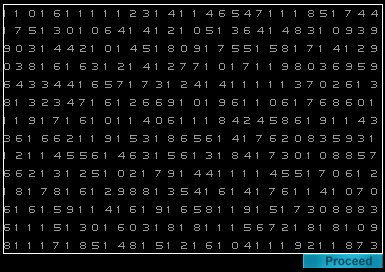 1 1 0 1 6 1 1 1 1 1 2 3 1 4 1 1 4 6 5 4 7 1 1 1 8 5 1 7 4 4
1 7 5 1 3 0 1 0 6 4 1 4 1 2 1 0 5 1 3 6 4 1 4 8 3 1 0 9 3 9
9 0 3 1 4 4 2 1 0 1 4 5 1 8 0 9 1 7 5 5 1 5 8 1 7 1 4 1 2 9
0 3 8 1 6 1 6 3 1 2 1 4 1 2 7 7 1 0 1 7 1 1 9 8 0 3 6 9 5 9
6 4 3 3 4 4 1 6 5 7 1 7 3 1 2 4 1 4 1 1 1 1 1 3 7 0 2 6 1 3
8 1 3 2 3 4 7 1 6 1 2 6 6 9 1 0 1 9 6 1 1 0 6 1 7 6 8 6 0 1
1 1 9 1 7 1 6 1 0 1 1 4 0 6 1 1 1 8 4 2 4 5 8 6 1 9 1 1 4 3
3 6 1 6 6 2 1 1 9 1 5 3 1 8 6 5 6 1 4 1 7 6 2 0 8 3 5 9 3 1
1 2 1 1 4 5 5 6 1 4 6 3 1 5 6 1 3 1 8 4 1 7 3 0 1 0 8 8 5 7
6 6 2 1 3 1 2 5 1 0 2 1 7 9 1 4 4 1 1 1 1 4 5 5 1 7 0 6 1 2
1 8 1 7 8 1 6 1 2 9 8 8 1 3 5 4 1 6 1 4 1 7 6 1 1 4 1 0 7 0
6 1 6 1 5 9 1 1 4 1 6 1 9 1 6 5 8 1 1 9 1 5 1 7 3 0 8 8 8 3
6 1 1 1 5 1 3 0 1 6 0 3 1 8 1 8 1 1 1 5 6 7 2 1 8 1 8 1 0 9
8 1 1 1 7 1 8 5 1 4 8 1 5 1 2 1 6 1 0 4 1 1 1 9 2 1 1 8 7 3
Proceed